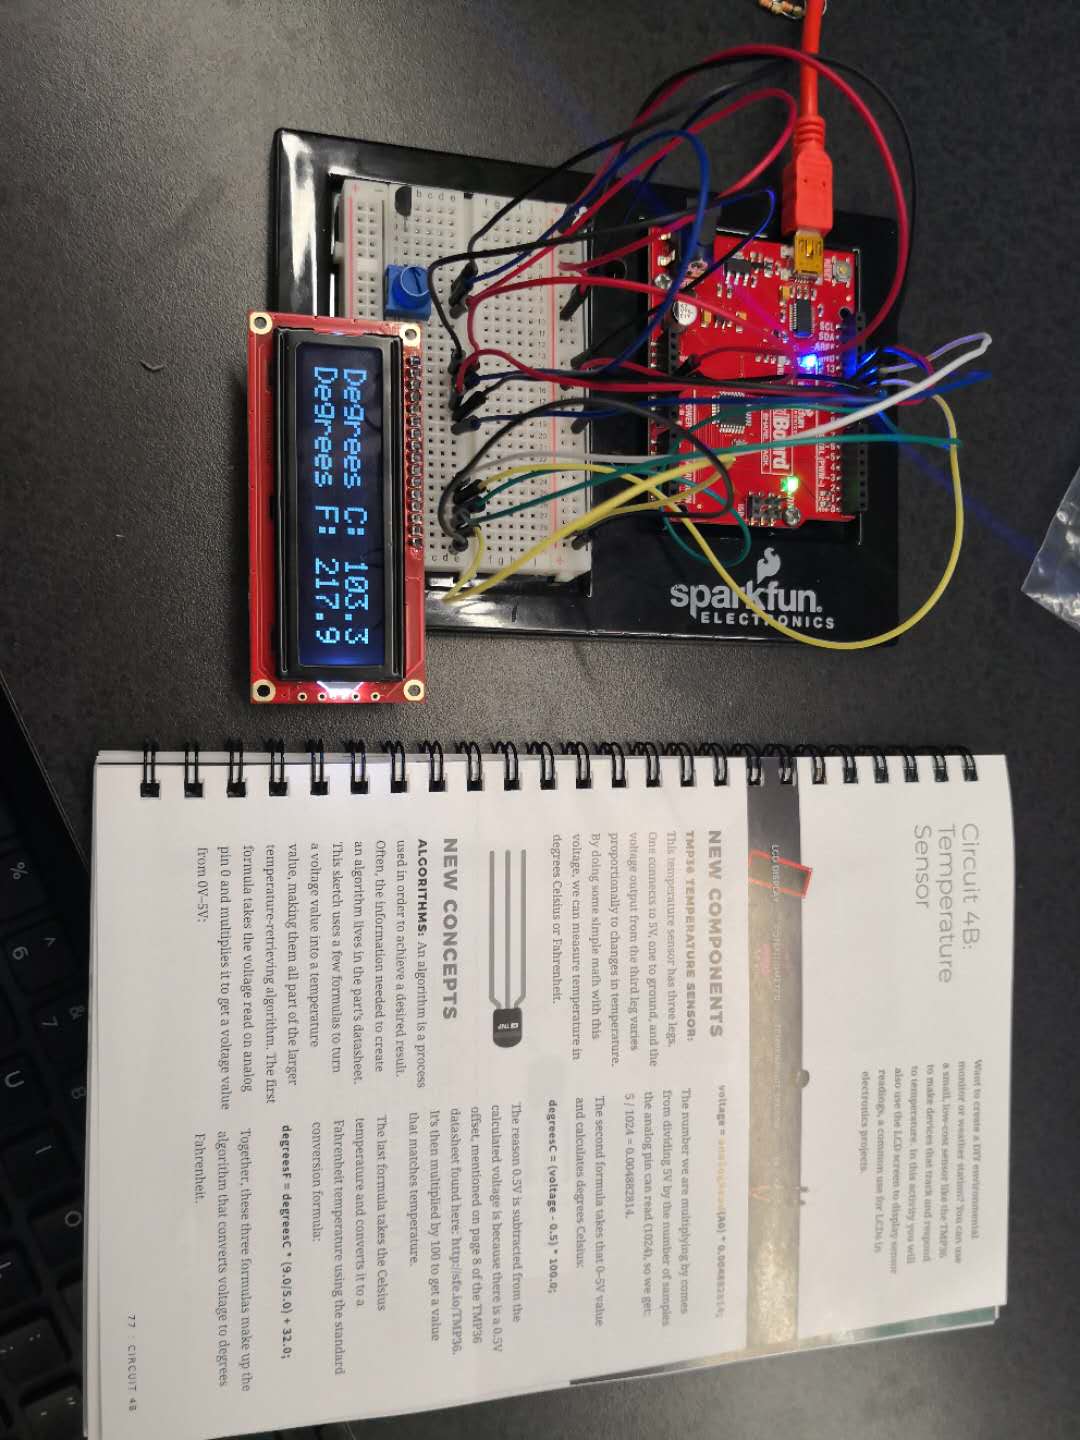 Degrees C: 103.3
Degrees F: 217.9
sparkfun
ELECTRONICS
SCL
SDA
AREF
GND
13
Circuit 4B:
Temperature
Sensor
Want to create a DIY environmental
monitor or weather station? You can use
a small, low-cost sensor like the TMP36
to make devices that track and respond
to temperature. In this activity you will
also use the LCD screen to display sensor
readings, a common use for LCDs in
electronics projects.
LCD DISPLAY
NEW COMPONENTS
TMP36 TEMPERATURE SENSOR:
This temperature sensor has three legs.
One connects to 5V, one to ground, and the
voltage output from the third leg varies
proportionally to changes in temperature.
By doing some simple math with this
voltage, we can measure temperature in
degrees Celsius or Fahrenheit.
NEW CONCEPTS
ALGORITHMS: An algorithm is a process
used in order to achieve a desired result.
Often, the information needed to create
an algorithm lives in the part's datasheet.
This sketch uses a few formulas to turn
a voltage value into a temperature
value, making them all part of the larger
temperature-retrieving algorithm. The first
formula takes the voltage read on analog
pin 0 and multiplies it to get a voltage value
from 0V–5V:
voltage = analogRead(A0) * 0.004882814;
The number we are multiplying by comes
from dividing 5V by the number of samples
the analog pin can read (1024), so we get:
5 / 1024 = 0.004882814.
The second formula takes that 0–5V value
and calculates degrees Celsius:
degreesC = (voltage - 0.5) * 100.0;
The reason 0.5V is subtracted from the
calculated voltage is because there is a 0.5V
offset, mentioned on page 8 of the TMP36
datasheet found here: http://sfe.io/TMP36.
It's then multiplied by 100 to get a value
that matches temperature.
The last formula takes the Celsius
temperature and converts it to a
Fahrenheit temperature using the standard
conversion formula:
degreesF = degreesC * (9.0/5.0) + 32.0;
Together, these three formulas make up the
algorithm that converts voltage to degrees
Fahrenheit.
77 : CIRCUIT 4B
%
^
6
&
7
U
I
O